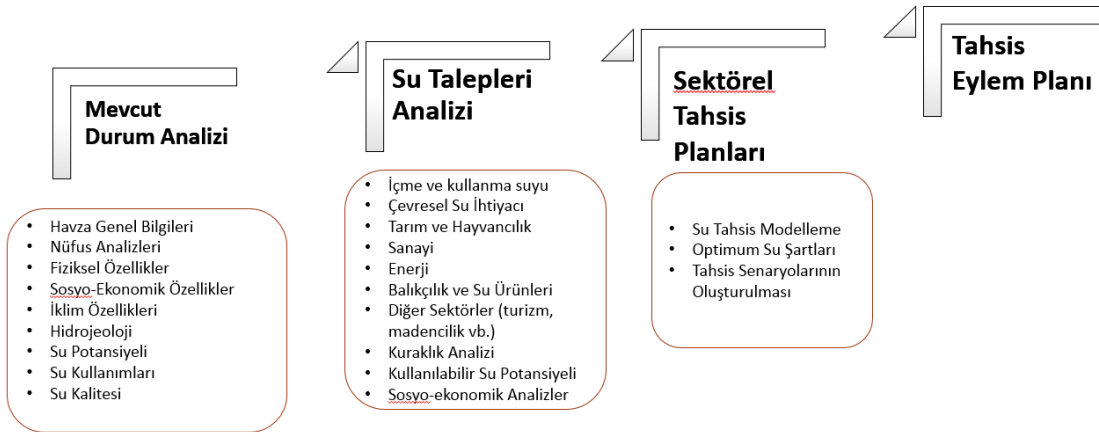 Mevcut
Durum Analizi
• Havza Genel Bilgileri
• Nüfus Analizleri
• Fiziksel Özellikler
• Sosyo-Ekonomik Özellikler
• İklim Özellikleri
• Hidrojeoloji
• Su Potansiyeli
• Su Kullanımları
• Su Kalitesi
Su Talepleri
Analizi
• İçme ve kullanma suyu
• Çevresel Su İhtiyacı
• Tarım ve Hayvancılık
• Sanayi
• Enerji
• Balıkçılık ve Su Ürünleri
• Diğer Sektörler (turizm,
madencilik vb.)
• Kuraklık Analizi
• Kullanılabilir Su Potansiyeli
• Sosyo-ekonomik Analizler
Sektörel
Tahsis
Planları
• Su Tahsis Modelleme
• Optimum Su Şartları
• Tahsis Senaryolarının
Oluşturulması
Tahsis
Eylem Planı